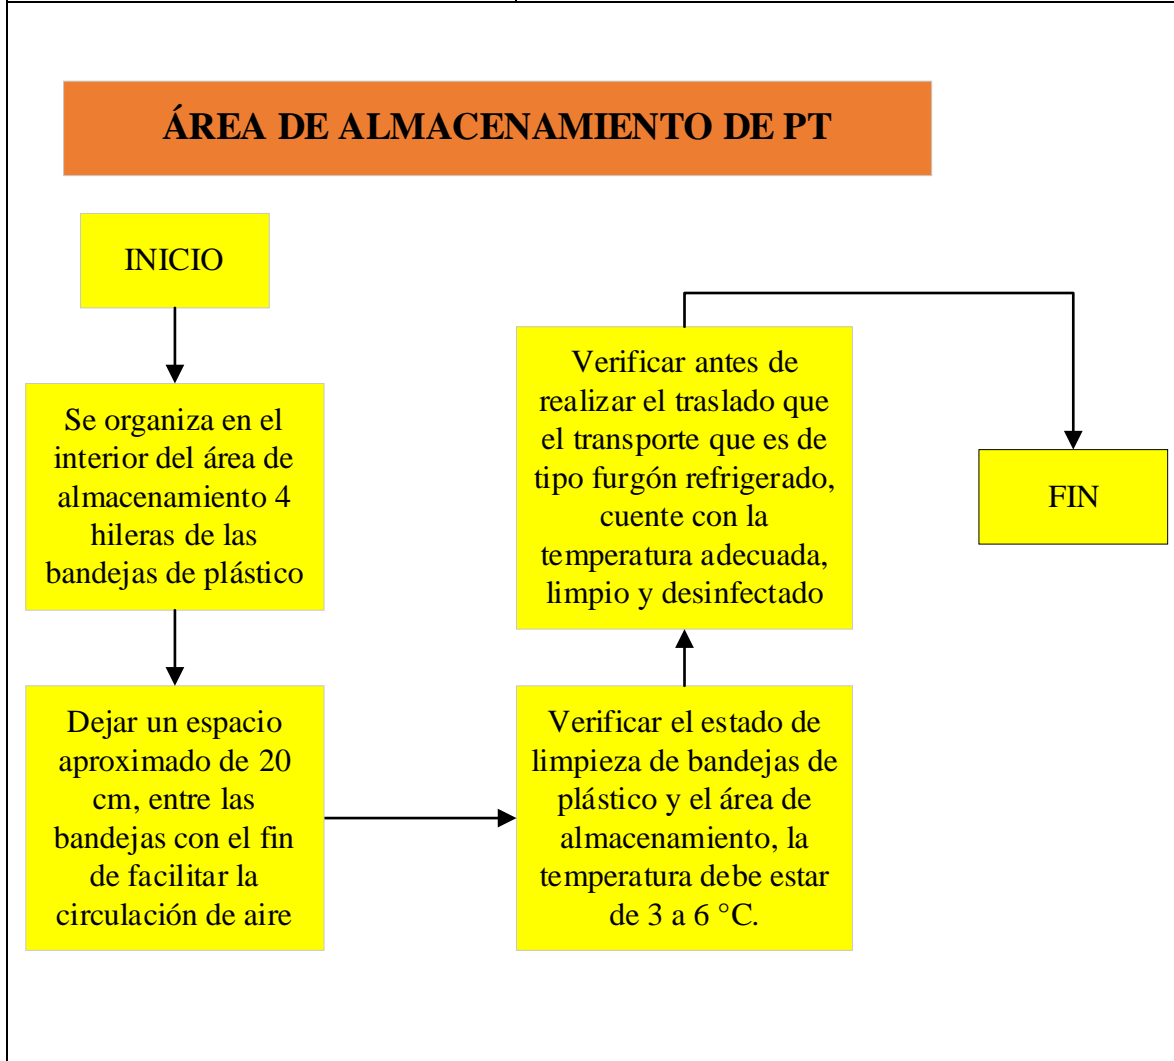 ÁREA DE ALMACENAMIENTO DE PT
INICIO
Se organiza en el
interior del área de
almacenamiento 4
hileras de las
bandejas de plástico
Dejar un espacio
aproximado de 20
cm, entre las
bandejas con el fin
de facilitar la
circulación de aire
Verificar el estado de
limpieza de bandejas de
plástico y el área de
almacenamiento, la
temperatura debe estar
de 3 a 6 °C.
Verificar antes de
realizar el traslado que
el transporte que es de
tipo furgón refrigerado,
cuente con la
temperatura adecuada,
limpio y desinfectado
FIN